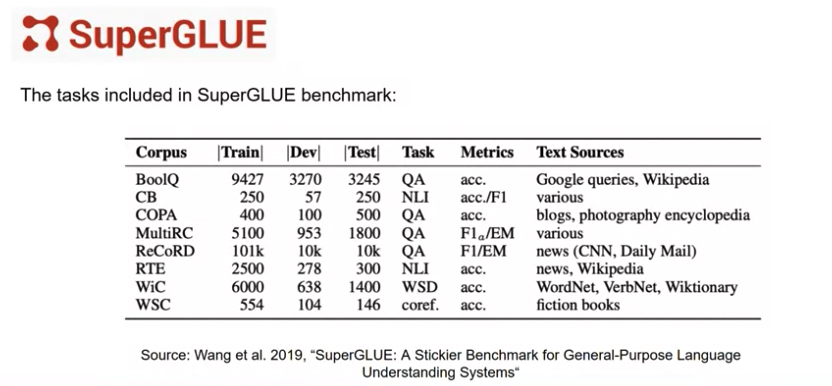 SuperGLUE
The tasks included in SuperGLUE benchmark:
Corpus |Train| |Dev| |Test| Task Metrics Text Sources
BoolQ 9427 3270 3245 QA acc. Google queries, Wikipedia
CB 250 57 250 NLI acc./F1 various
COPA 400 100 500 QA acc. blogs, photography encyclopedia
MultiRC 5100 953 1800 QA F1ₐ/EM various
ReCoRD 101k 10k 10k QA F1/EM news (CNN, Daily Mail)
RTE 2500 278 300 NLI acc. news, Wikipedia
WiC 6000 638 1400 WSD acc. WordNet, VerbNet, Wiktionary
WSC 554 104 146 coref. acc. fiction books
Source: Wang et al. 2019, “SuperGLUE: A Stickier Benchmark for General-Purpose Language
Understanding Systems“